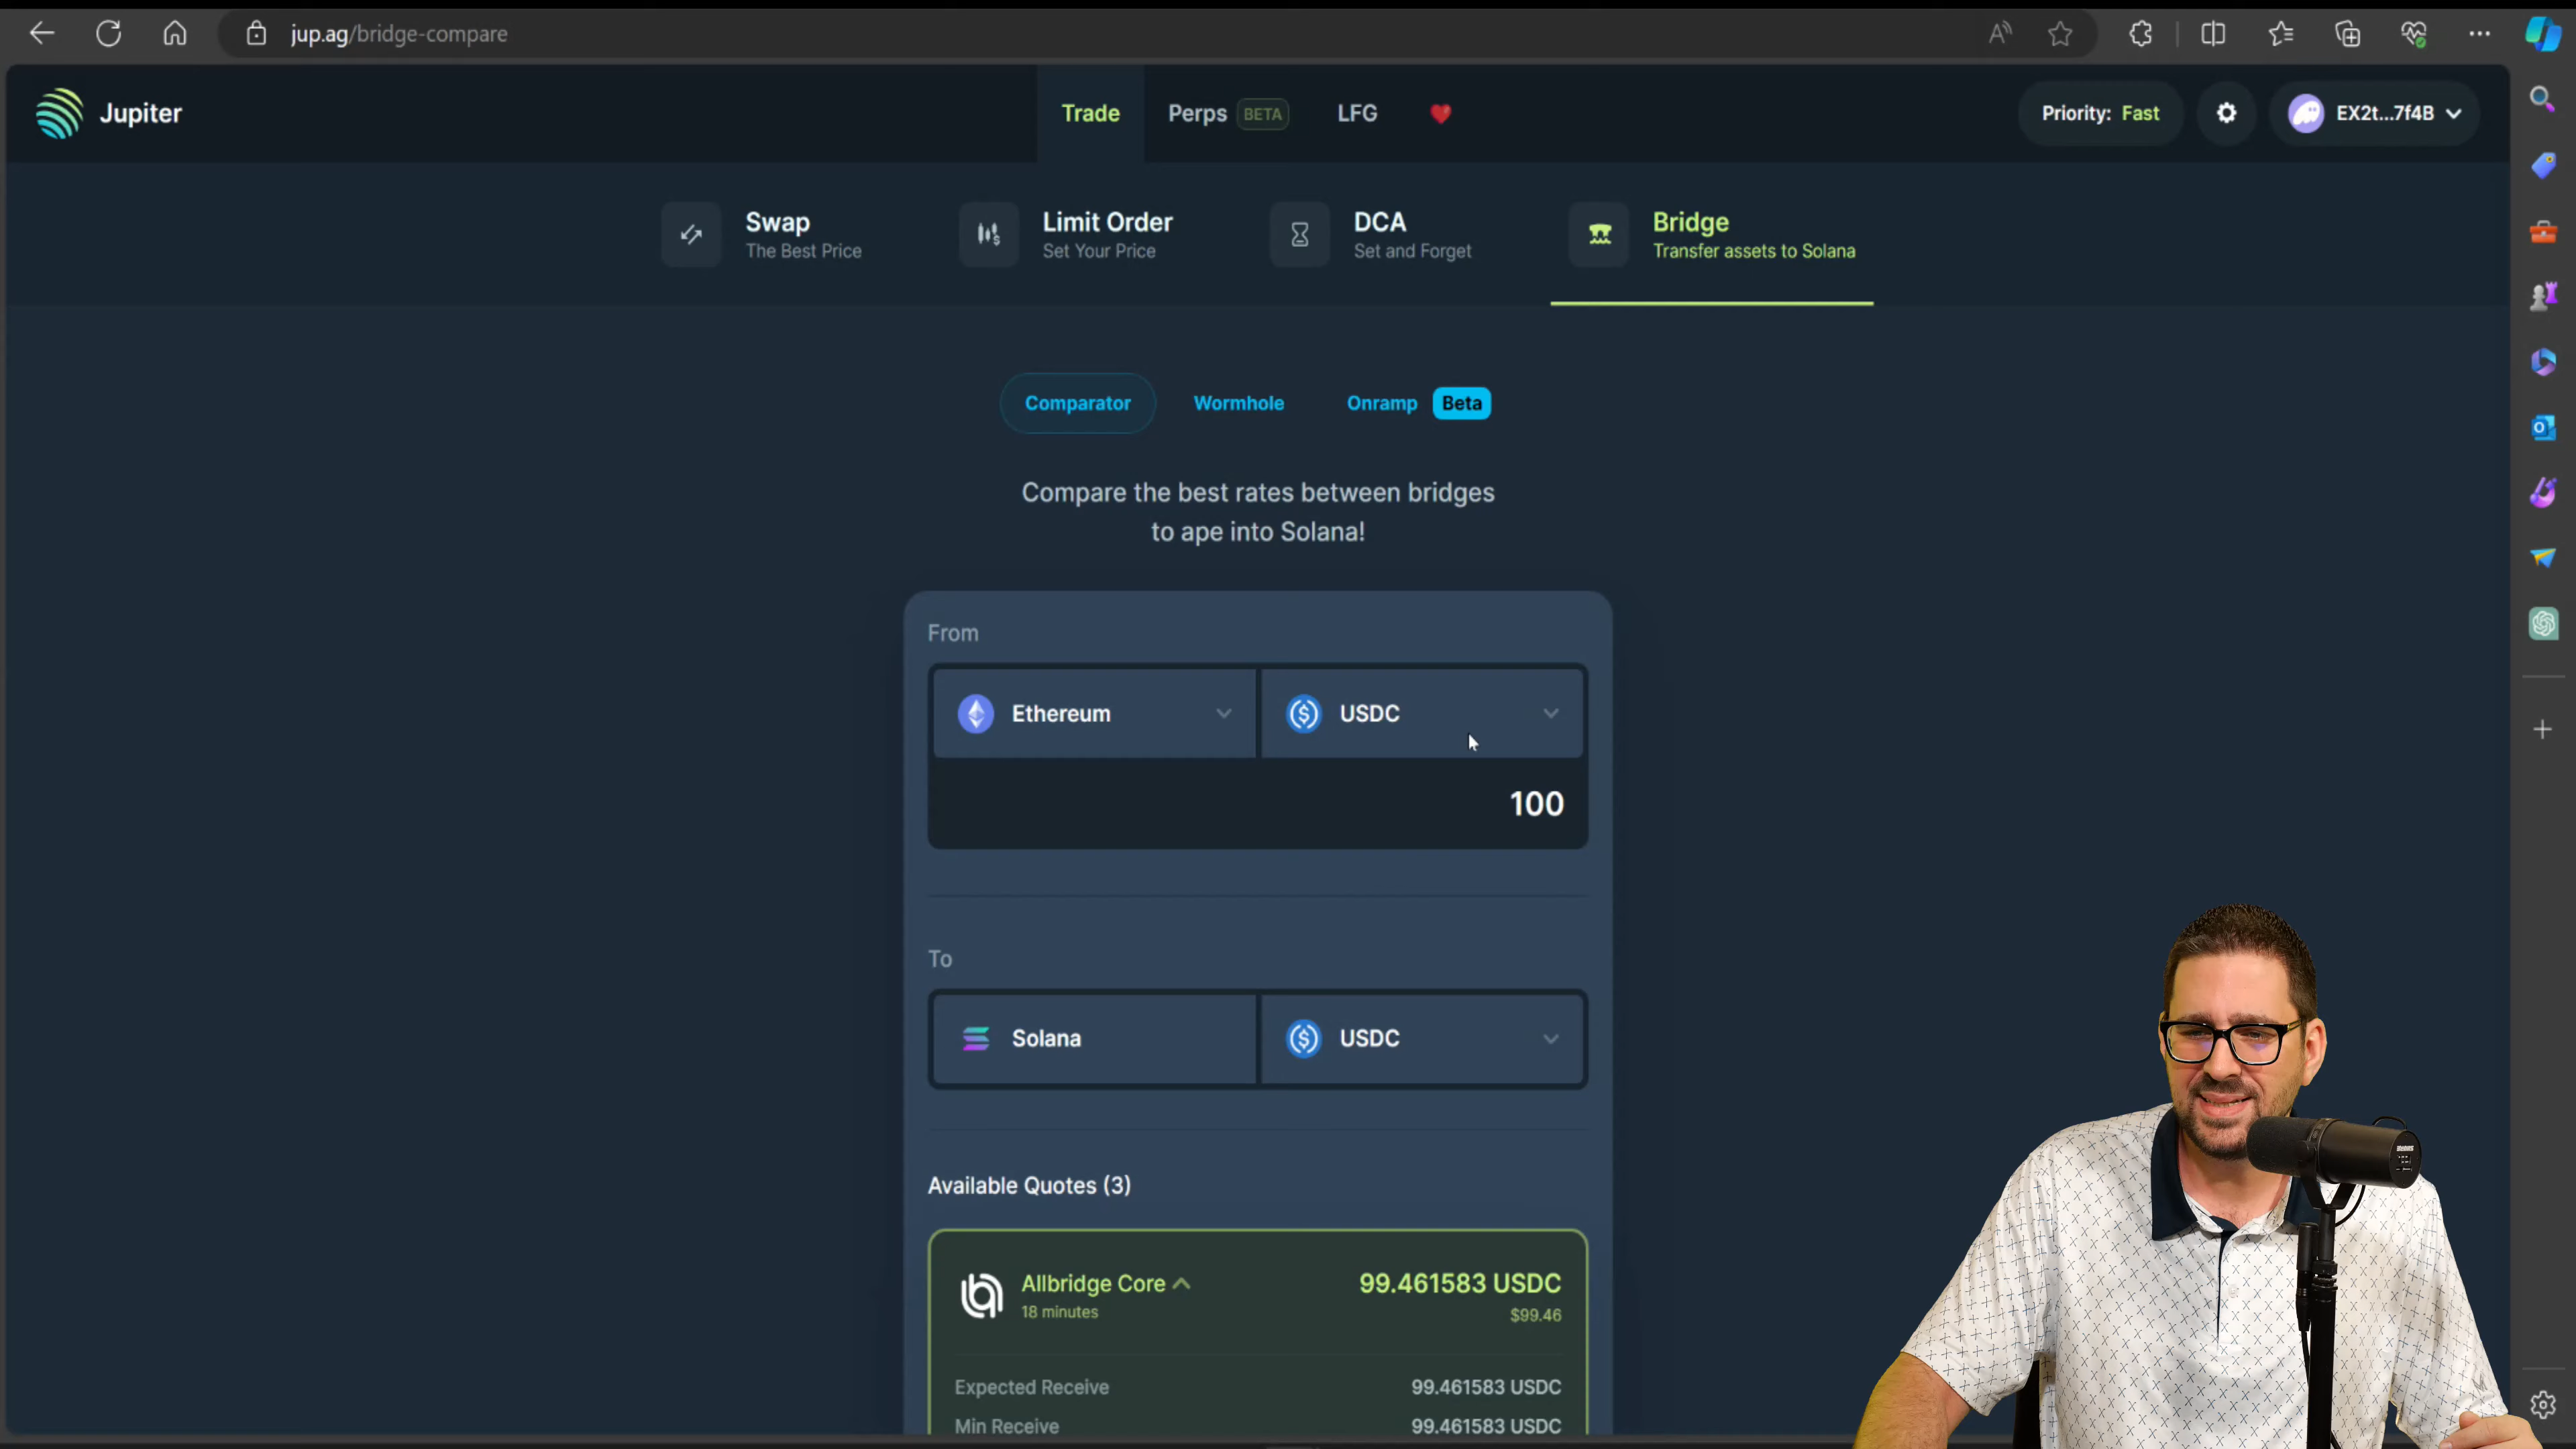 jup.ag/bridge-compare
Jupiter
Trade
Perps BETA
LFG
Priority: Fast
EX2t...7f4B
Swap
The Best Price
Limit Order
Set Your Price
DCA
Set and Forget
Bridge
Transfer assets to Solana
Comparator
Wormhole
Onramp Beta
Compare the best rates between bridges
to ape into Solana!
From
Ethereum
USDC
100
To
Solana
USDC
Available Quotes (3)
Allbridge Core
99.461583 USDC
18 minutes
$99.46
Expected Receive
99.461583 USDC
Min Receive
99.461583 USDC